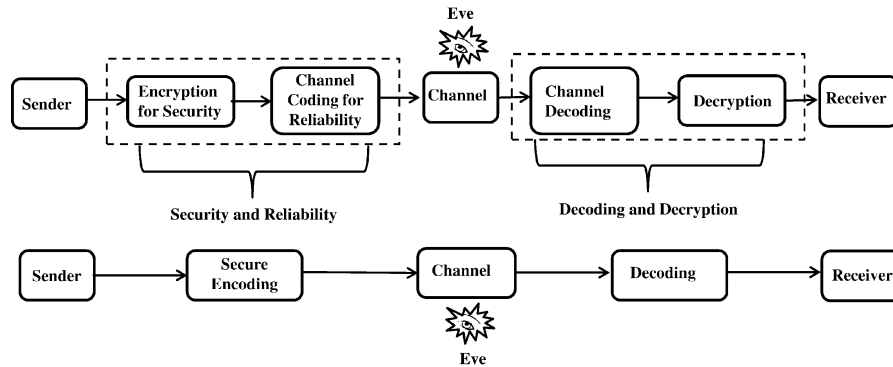 Eve
Sender
Encryption
for Security
Channel
Coding for
Reliability
Channel
Channel
Decoding
Decryption
Receiver
Security and Reliability
Decoding and Decryption
Sender
Secure
Encoding
Channel
Decoding
Receiver
Eve